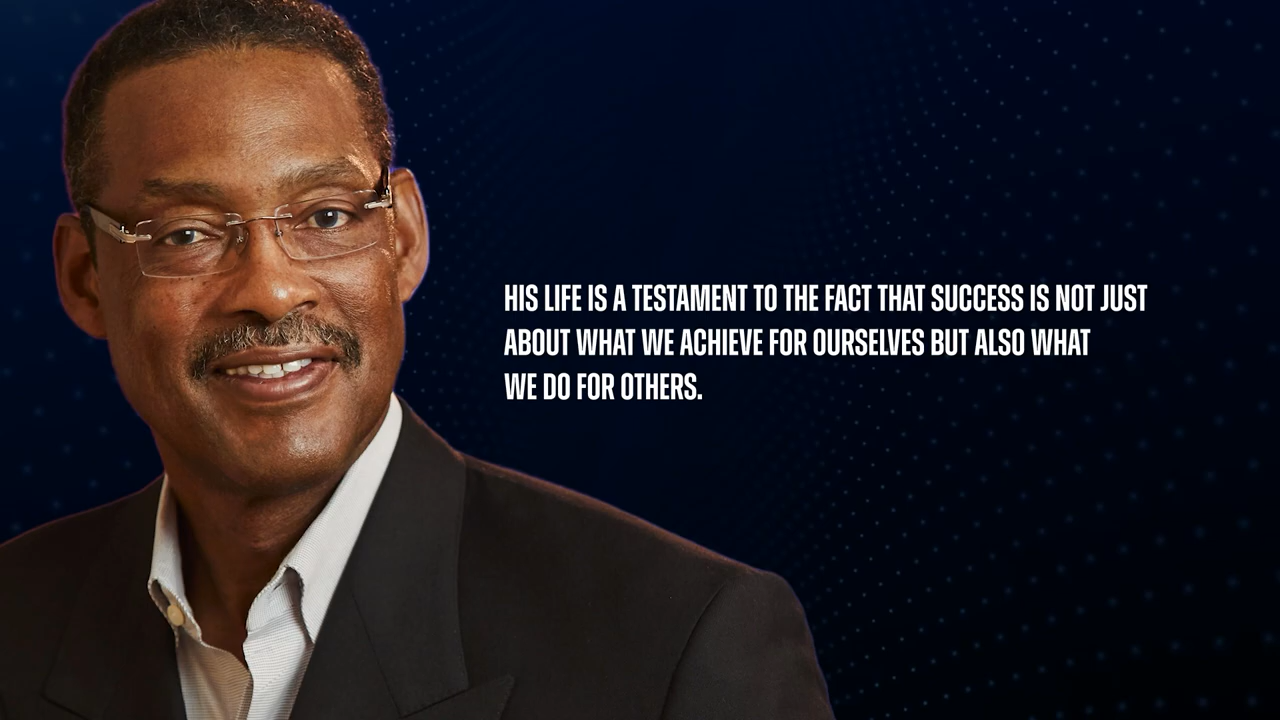 HIS LIFE IS A TESTAMENT TO THE FACT THAT SUCCESS IS NOT JUST
ABOUT WHAT WE ACHIEVE FOR OURSELVES BUT ALSO WHAT
WE DO FOR OTHERS.